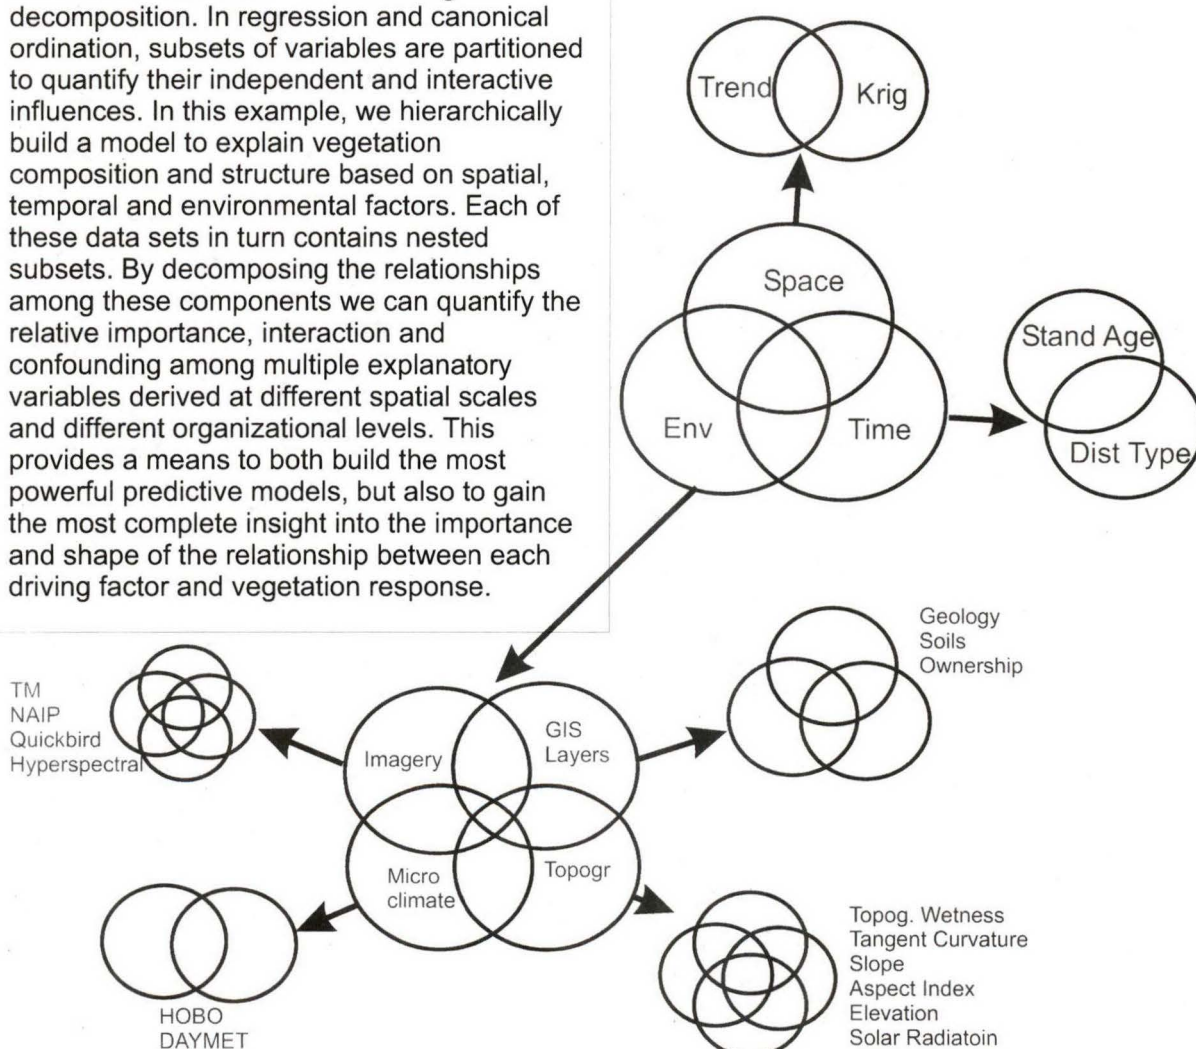 decomposition. In regression and canonical
ordination, subsets of variables are partitioned
to quantify their independent and interactive
influences. In this example, we hierarchically
build a model to explain vegetation
composition and structure based on spatial,
temporal and environmental factors. Each of
these data sets in turn contains nested
subsets. By decomposing the relationships
among these components we can quantify the
relative importance, interaction and
confounding among multiple explanatory
variables derived at different spatial scales
and different organizational levels. This
provides a means to both build the most
powerful predictive models, but also to gain
the most complete insight into the importance
and shape of the relationship between each
driving factor and vegetation response.
Trend
Krig
Space
Env
Time
Stand Age
Dist Type
TM
NAIP
Quickbird
Hyperspectral
Imagery
GIS
Layers
Geology
Soils
Ownership
Micro
climate
Topogr
HOBO
DAYMET
Topog. Wetness
Tangent Curvature
Slope
Aspect Index
Elevation
Solar Radiatoin